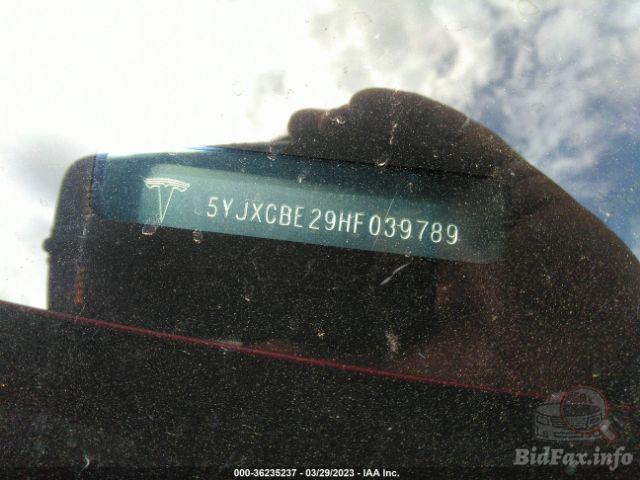 5YJXCBE29HF039789
000-36235237 - 03/29/2023 - IAA Inc.
BidFax.info